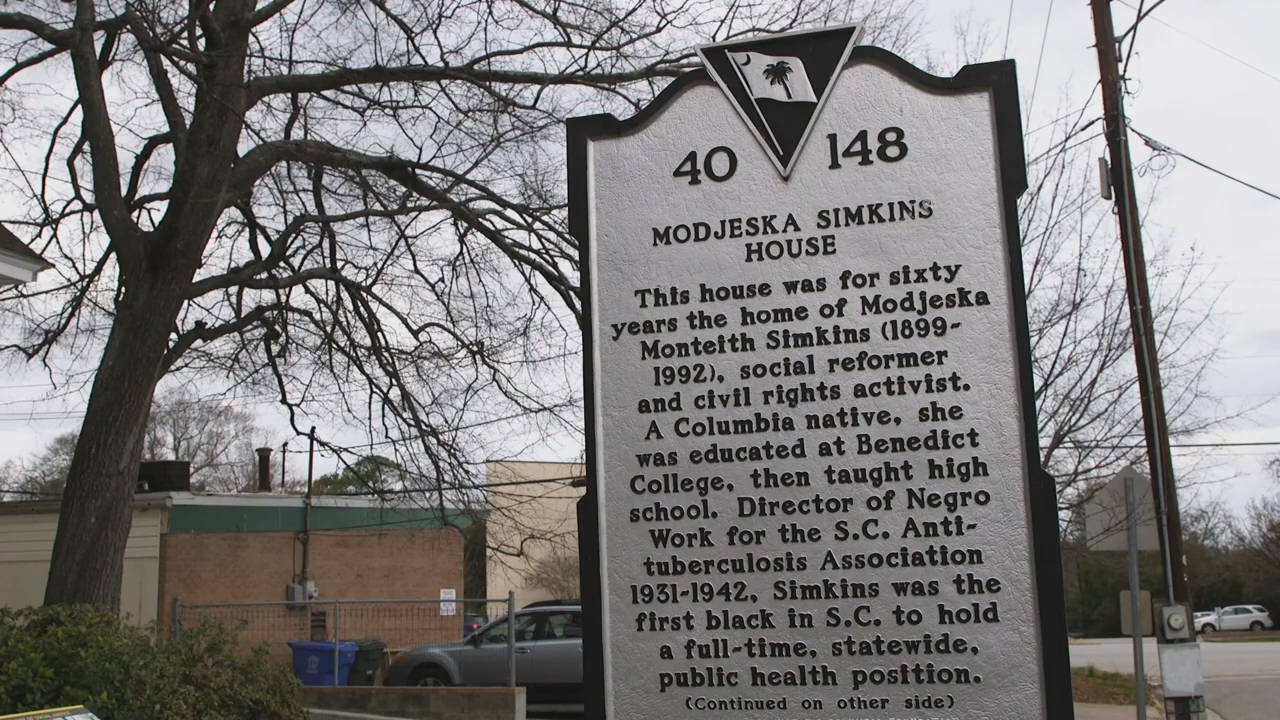 40 148
MODJESKA SIMKINS
HOUSE
This house was for sixty
years the home of Modjeska
Monteith Simkins (1899-
1992), social reformer
and civil rights activist.
A Columbia native, she
was educated at Benedict
College, then taught high
school. Director of Negro
Work for the S.C. Anti-
tuberculosis Association
1931-1942, Simkins was the
first black in S.C. to hold
a full-time, statewide,
public health position.
(Continued on other side)